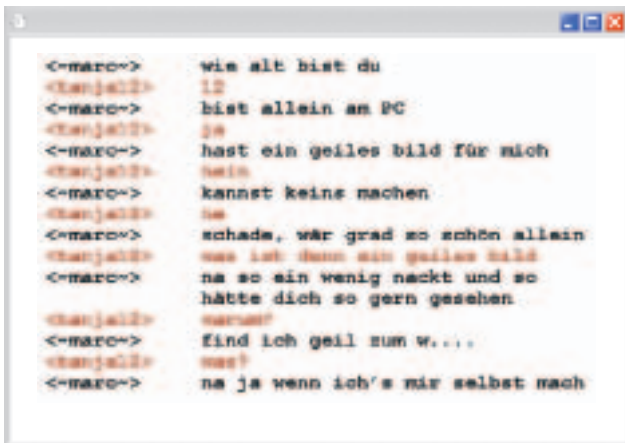 <~marc~> wie alt bist du
<tanja12> 12
<~marc~> bist allein am PC
<tanja12> ja
<~marc~> hast ein geiles bild für mich
<tanja12> nein
<~marc~> kannst keins machen
<tanja12> ne
<~marc~> schade, wär grad so schön allein
<tanja12> was ist denn ein geiles bild
<~marc~> na so ein wenig nackt und so
hätte dich so gern gesehen
<tanja12> warum?
<~marc~> find ich geil zum w....
<tanja12> was?
<~marc~> na ja wenn ich's mir selbst mach